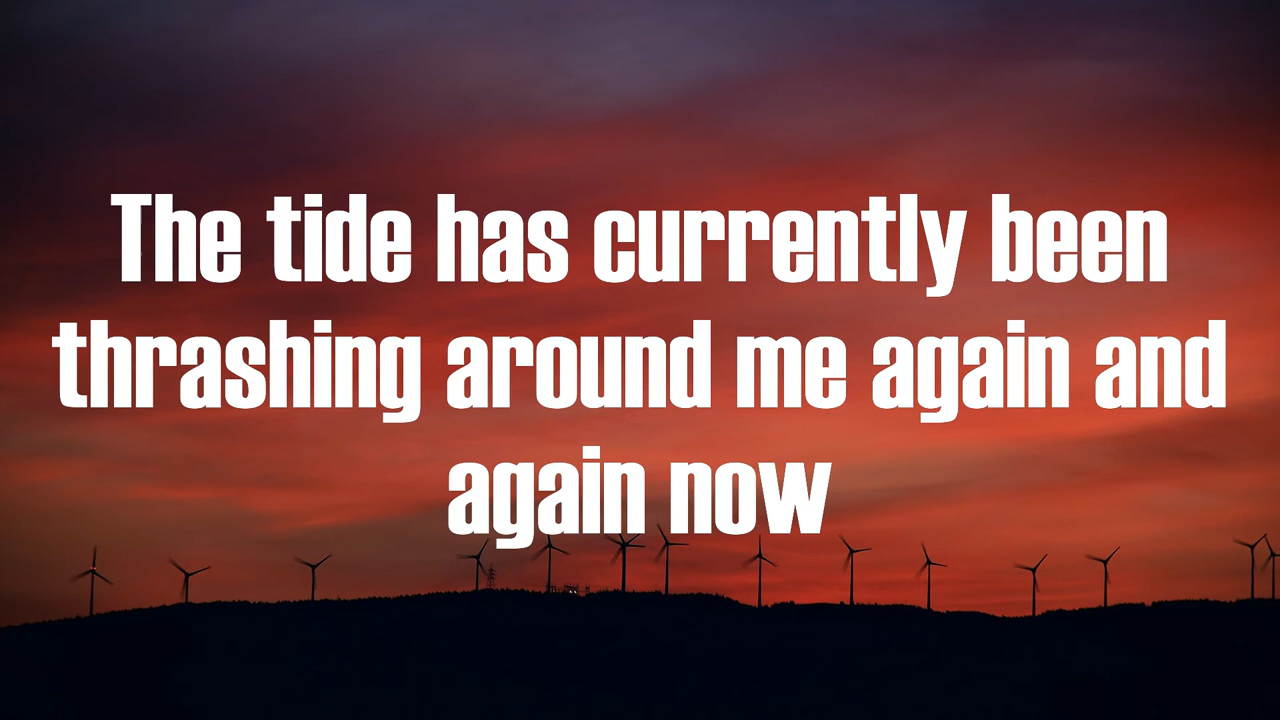 The tide has currently been
thrashing around me again and
again now